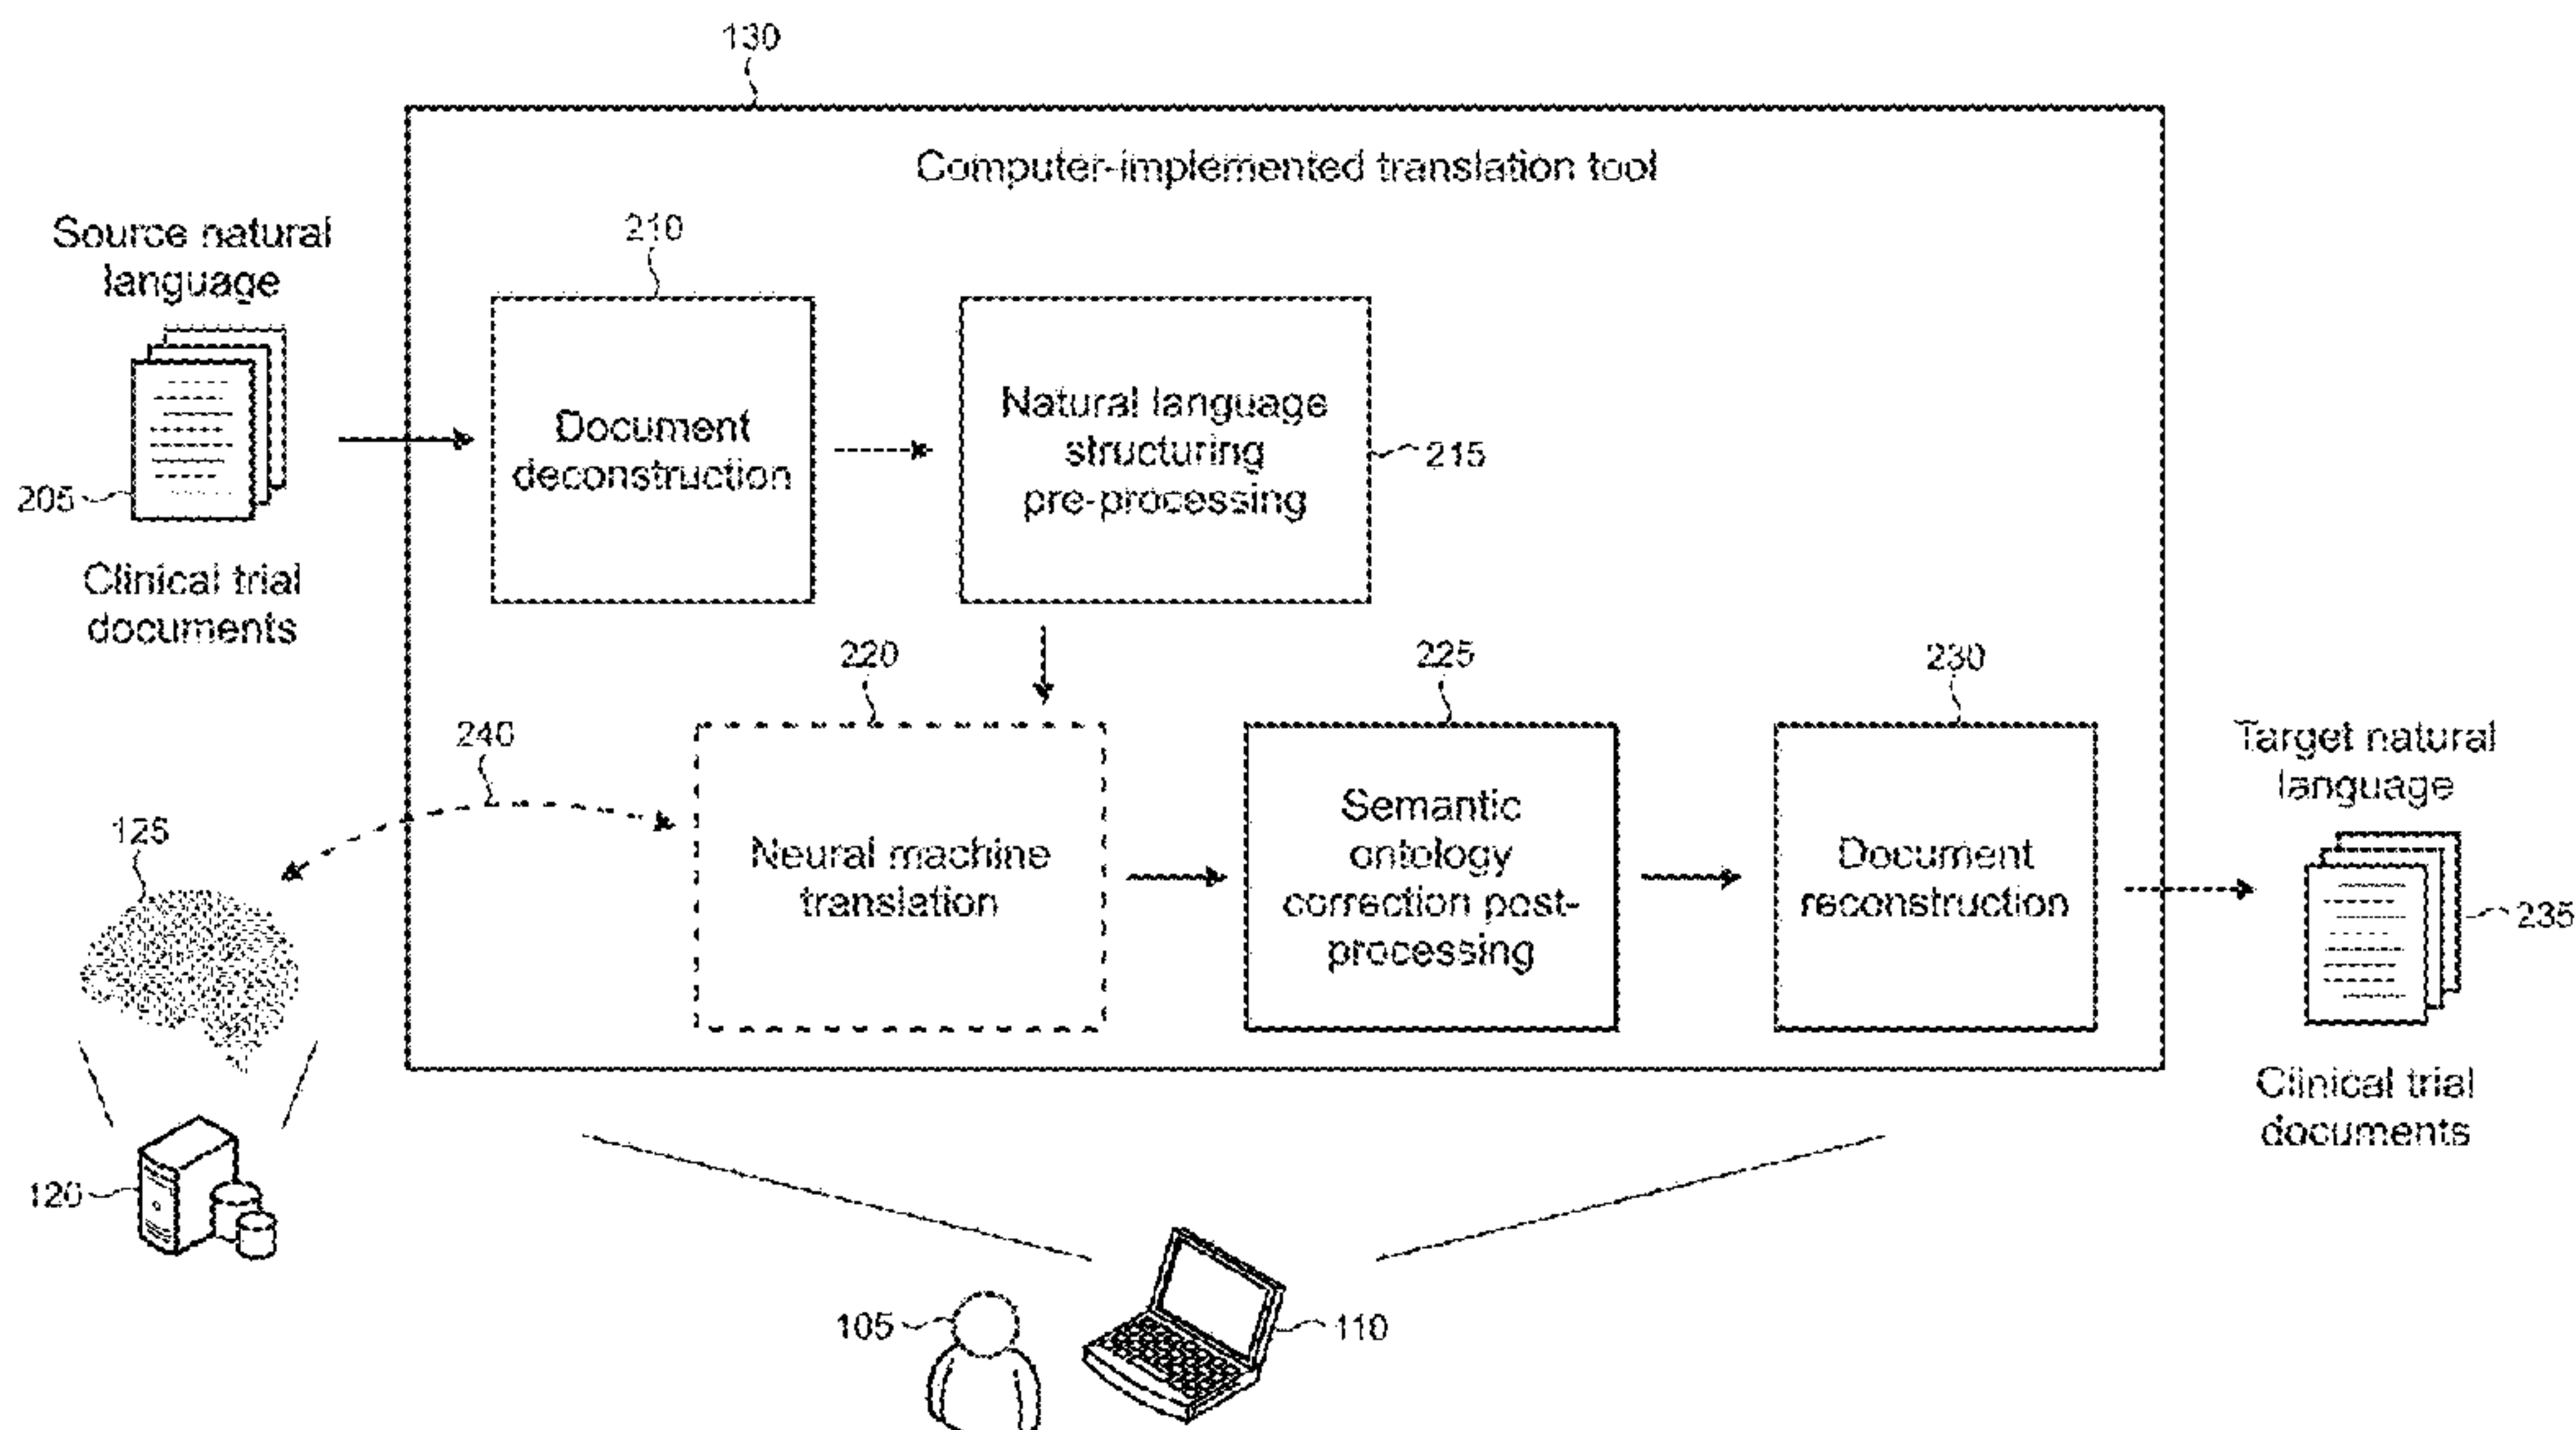 130
Computer-implemented translation tool
Source natural
language
205
Clinical trial
documents
210
Document
deconstruction
Natural language
structuring
pre-processing
215
220
Neural machine
translation
225
Semantic
ontology
correction post-
processing
230
Document
reconstruction
240
125
120
Target natural
language
235
Clinical trial
documents
105
110